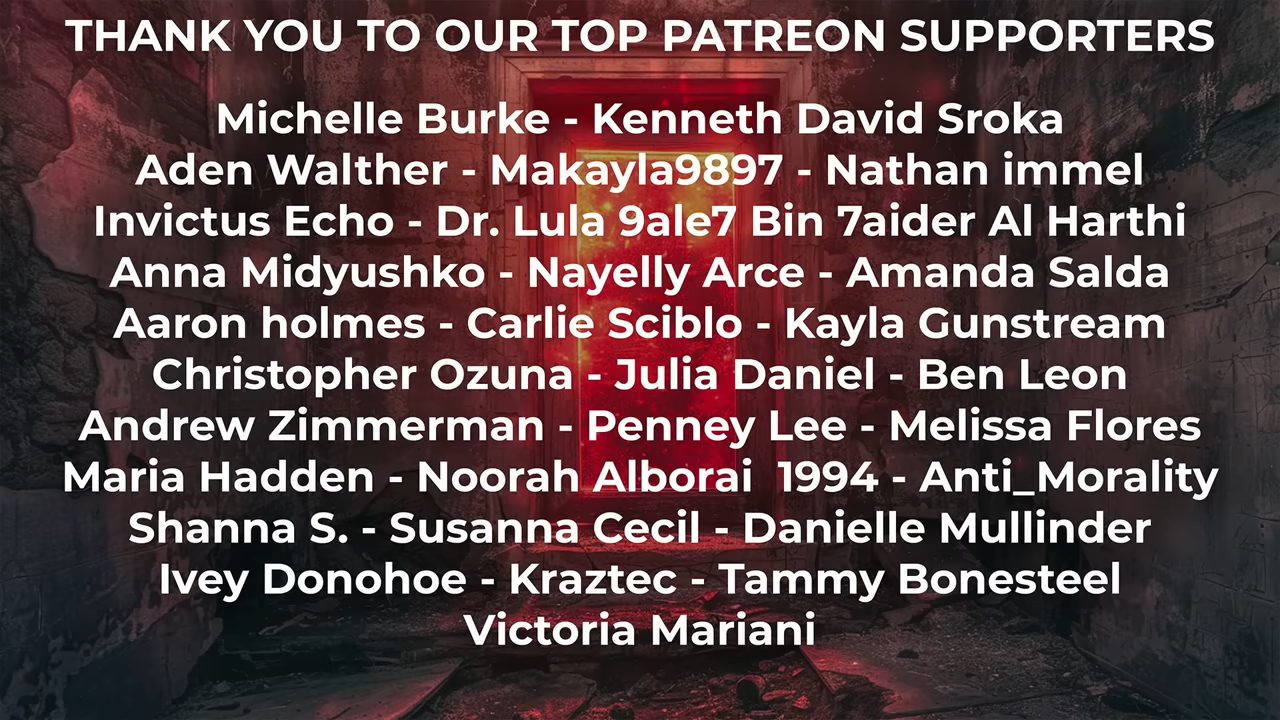 THANK YOU TO OUR TOP PATREON SUPPORTERS
Michelle Burke - Kenneth David Sroka
Aden Walther - Makayla9897 - Nathan immel
Invictus Echo - Dr. Lula 9ale7 Bin 7aider Al Harthi
Anna Midyushko - Nayelly Arce - Amanda Salda
Aaron holmes - Carlie Sciblo - Kayla Gunstream
Christopher Ozuna - Julia Daniel - Ben Leon
Andrew Zimmerman - Penney Lee - Melissa Flores
Maria Hadden - Noorah Alborai  1994 - Anti_Morality
Shanna S. - Susanna Cecil - Danielle Mullinder
Ivey Donohoe - Kraztec - Tammy Bonesteel
Victoria Mariani